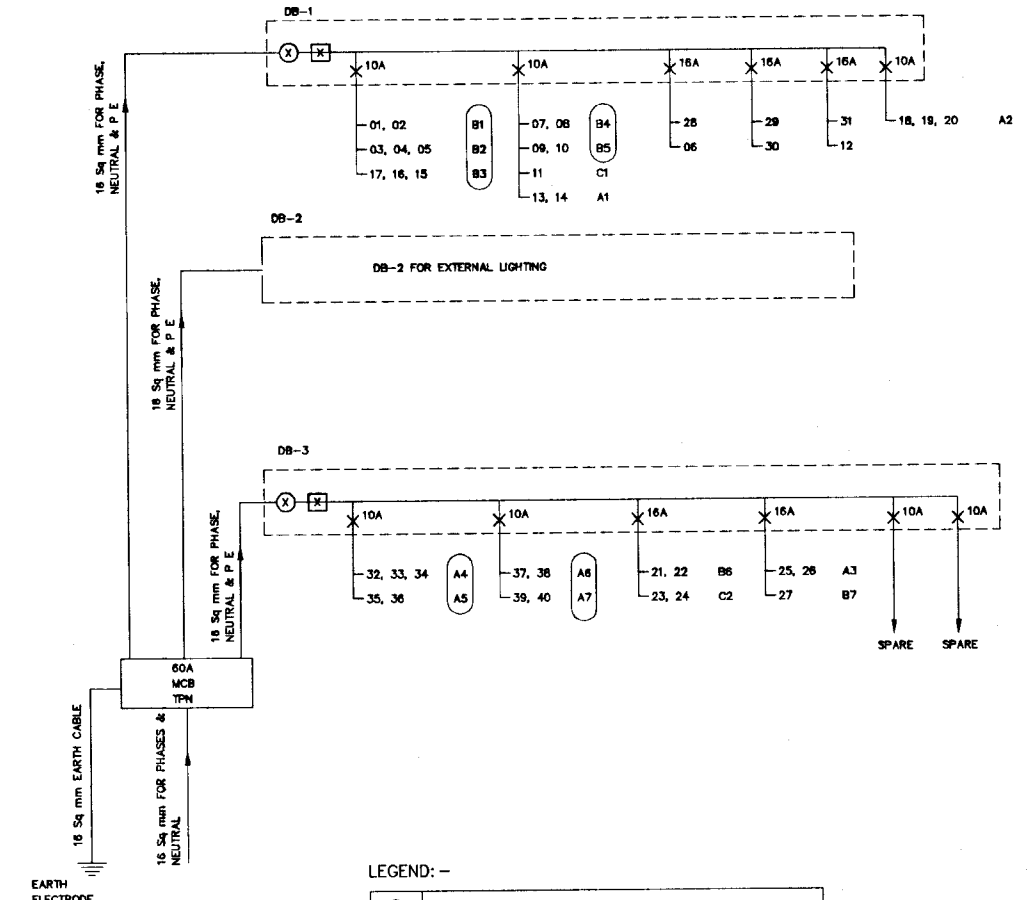 DB-1
10A
10A
16A
16A
16A
10A
01, 02 B1
03, 04, 05 B2
17, 16, 15 B3
07, 08 B4
09, 10 B5
11 C1
13, 14 A1
28
06
29
30
31
12
18, 19, 20 A2
16 Sq mm FOR PHASE,
NEUTRAL & P E
DB-2
DB-2 FOR EXTERNAL LIGHTING
16 Sq mm FOR PHASE,
NEUTRAL & P E
DB-3
10A
10A
16A
16A
10A
10A
32, 33, 34 A4
35, 36 A5
37, 38 A6
39, 40 A7
21, 22 B6
23, 24 C2
25, 26 A3
27 B7
SPARE
SPARE
16 Sq mm FOR PHASE,
NEUTRAL & P E
60A
MCB
TPN
16 Sq mm EARTH CABLE
16 Sq mm FOR PHASES &
NEUTRAL
EARTH
ELECTRODE
LEGEND: -